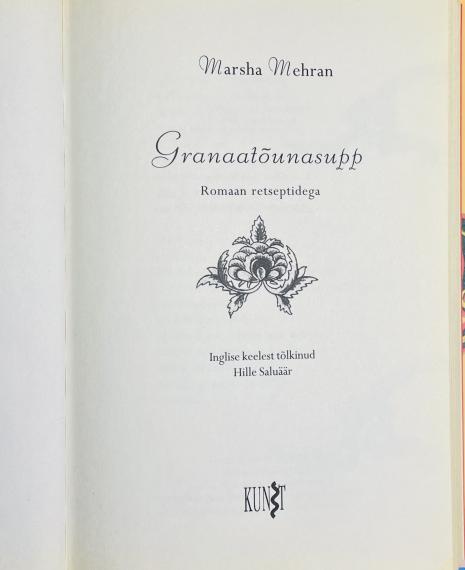 Marsha Mehran
Granaatõunasupp
Romaan retseptidega
Inglise keelest tõlkinud
Hille Saluäär
KUNST